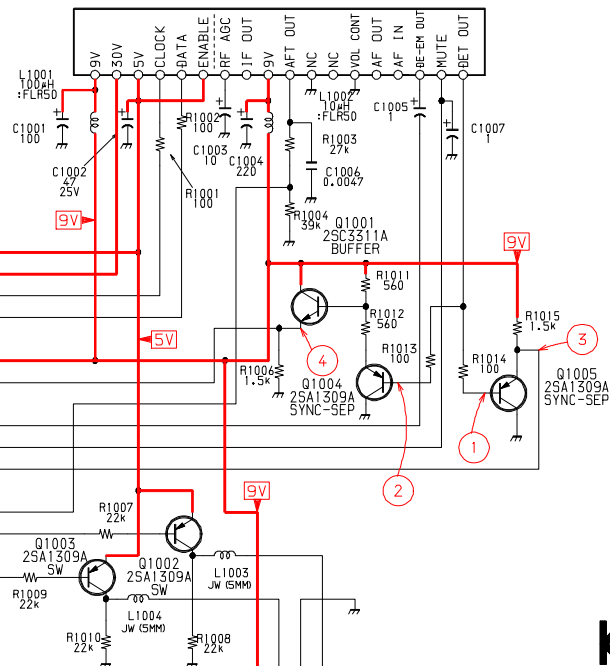 9V
30V
5V
CLOCK
DATA
ENABLE
RF AGC
IF OUT
9V
AFT OUT
NC
NC
VOL CONT
AF OUT
AF IN
DE-EM OUT
MUTE
DET OUT
L1001
100µH
:FLR50
C1001
100
C1002
47
25V
R1002
100
R1001
100
C1003
10
C1004
220
L1002
10µH
:FLR50
R1003
27k
C1006
0.0047
R1004
39k
C1005
1
C1007
1
9V
Q1001
2SC3311A
BUFFER
9V
R1011
560
R1012
560
R1013
100
R1014
100
R1015
1.5k
3
5V
4
R1006
1.5k
Q1004
2SA1309A
SYNC-SEP
Q1005
2SA1309A
SYNC-SEP
1
2
9V
R1007
22k
Q1003
2SA1309A
SW
Q1002
2SA1309A
SW
R1009
22k
L1003
JW (5MM)
L1004
JW (5MM)
R1010
22k
R1008
22k